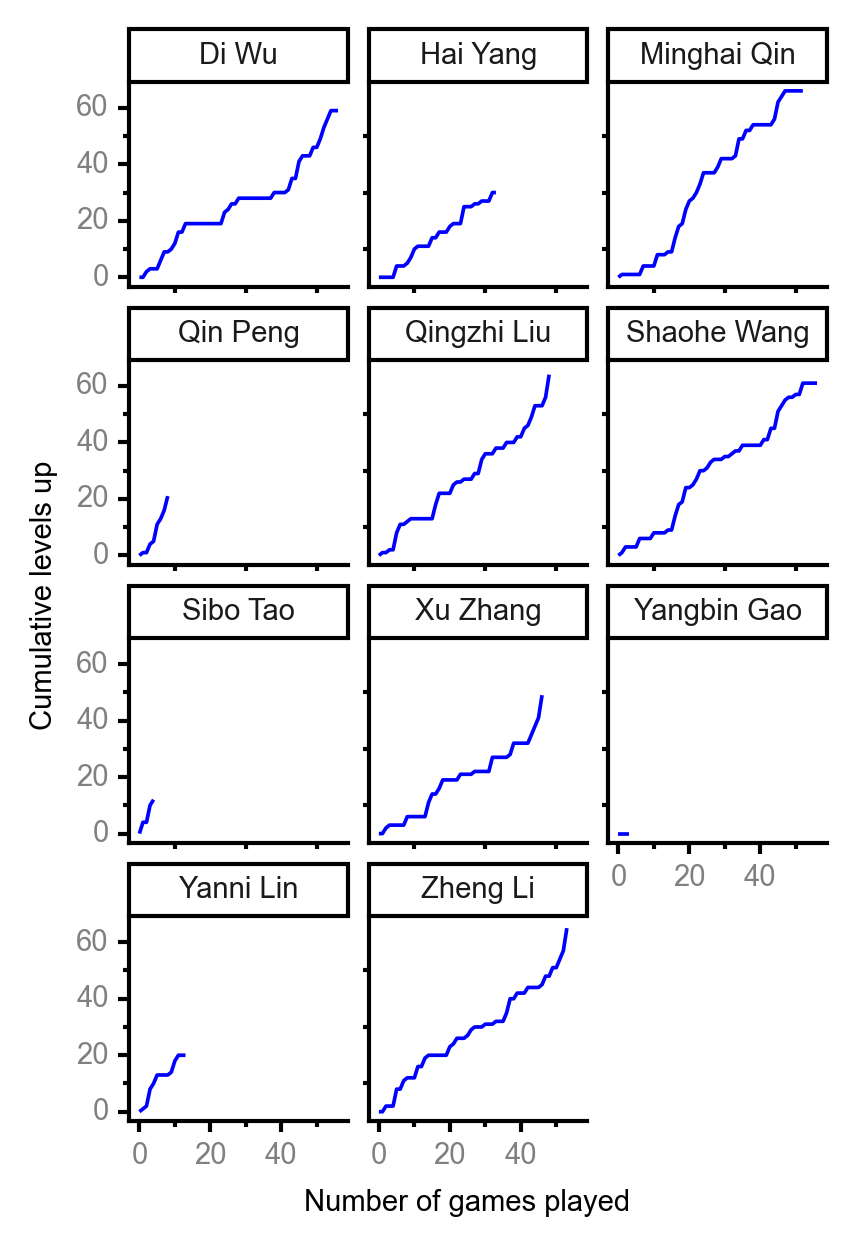 Di Wu
Hai Yang
Minghai Qin
60
40
20
0
Qin Peng
Qingzhi Liu
Shaohe Wang
60
40
20
0
Cumulative levels up
Sibo Tao
Xu Zhang
Yangbin Gao
60
40
20
0
0 20 40
Yanni Lin
Zheng Li
60
40
20
0
0 20 40
0 20 40
Number of games played